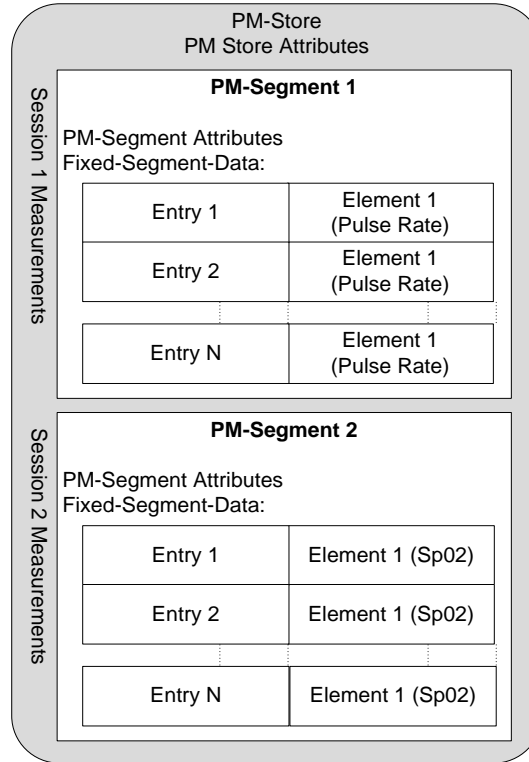 PM-Store
PM Store Attributes
Session 1 Measurements
PM-Segment 1
PM-Segment Attributes
Fixed-Segment-Data:
Entry 1
Element 1
(Pulse Rate)
Entry 2
Element 1
(Pulse Rate)
Entry N
Element 1
(Pulse Rate)
Session 2 Measurements
PM-Segment 2
PM-Segment Attributes
Fixed-Segment-Data:
Entry 1
Element 1 (Sp02)
Entry 2
Element 1 (Sp02)
Entry N
Element 1 (Sp02)